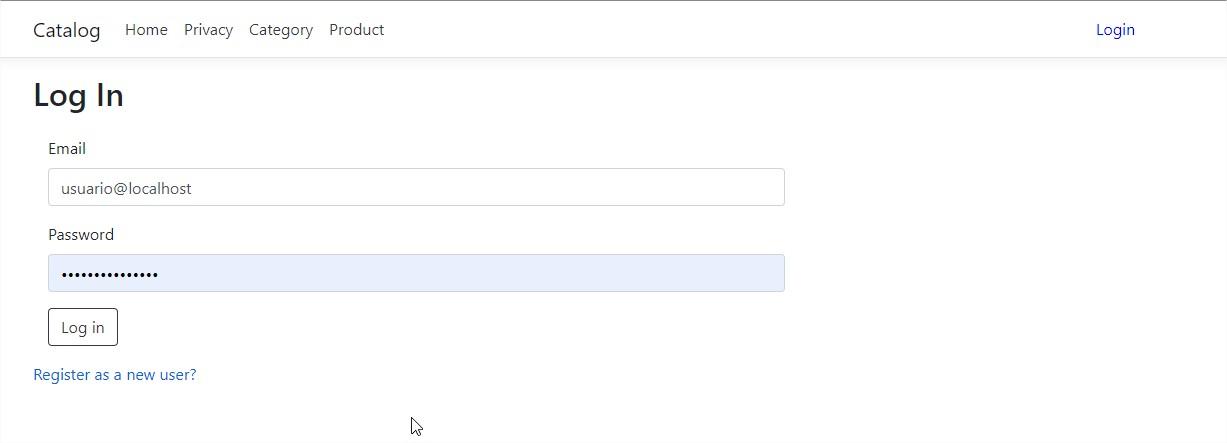 Catalog Home Privacy Category Product Login
Log In
Email
usuario@localhost
Password
•••••••••••••••
Log in
Register as a new user?